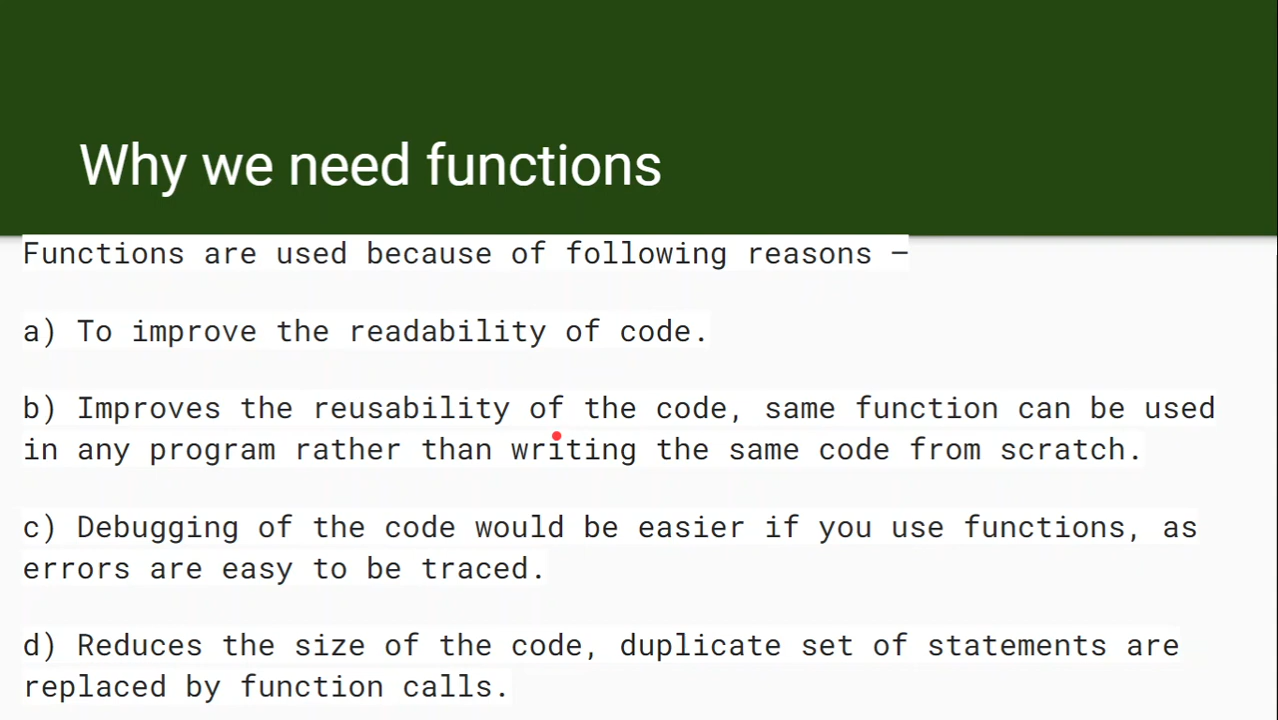 Why we need functions
Functions are used because of following reasons –
a) To improve the readability of code.
b) Improves the reusability of the code, same function can be used
in any program rather than writing the same code from scratch.
c) Debugging of the code would be easier if you use functions, as
errors are easy to be traced.
d) Reduces the size of the code, duplicate set of statements are
replaced by function calls.